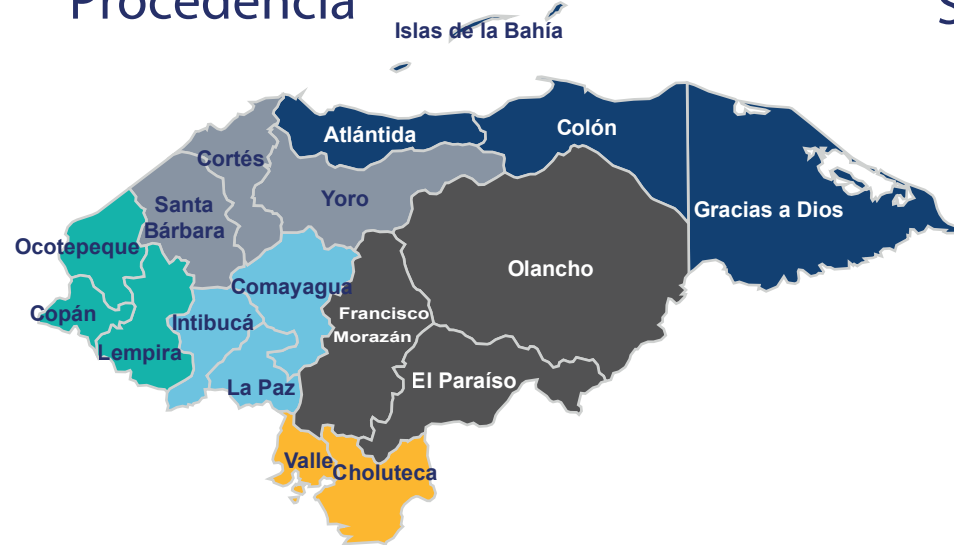 Procedencia
S
Islas de la Bahía
Atlántida
Colón
Cortés
Yoro
Santa
Bárbara
Gracias a Dios
Ocotepeque
Olancho
Comayagua
Copán
Intibucá
Francisco
Morazán
Lempira
La Paz
El Paraíso
Valle
Choluteca